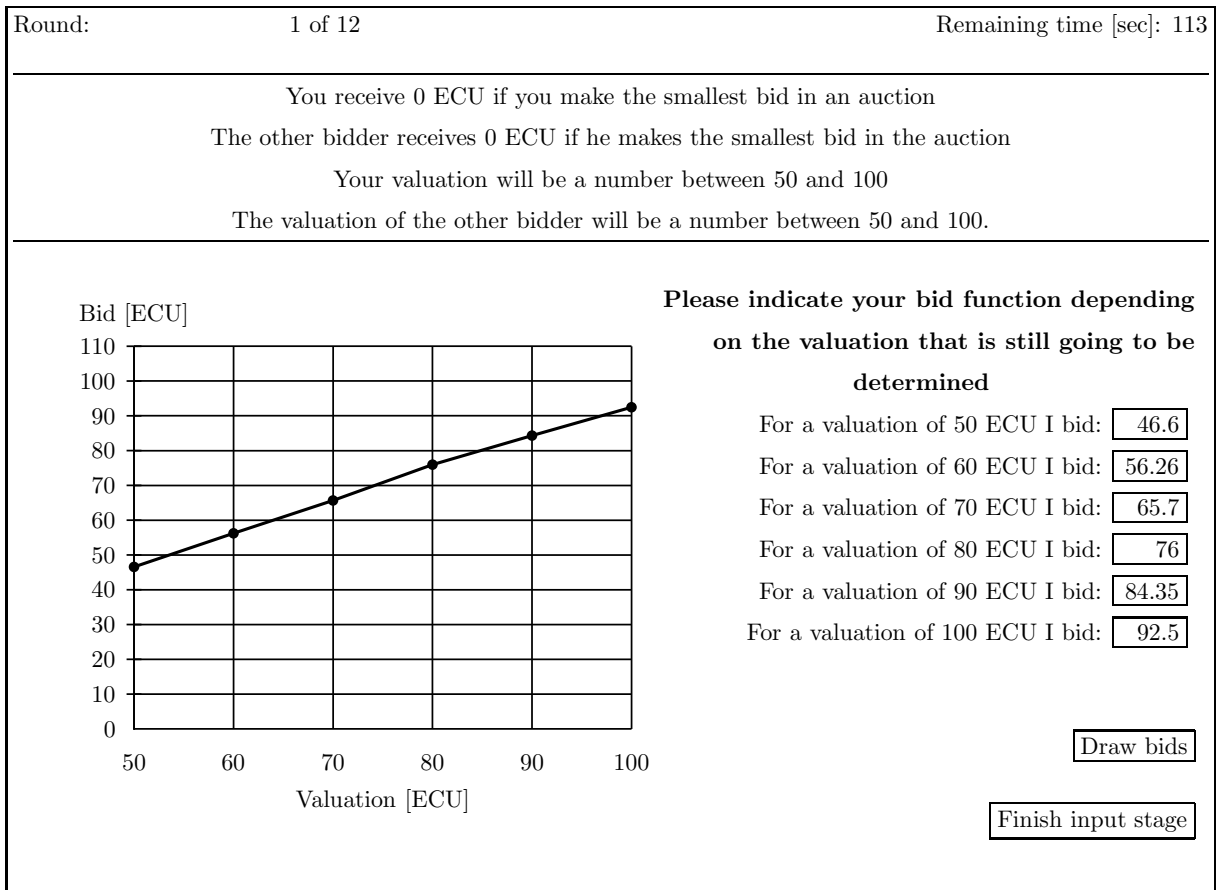 Round: 1 of 12 Remaining time [sec]: 113
You receive 0 ECU if you make the smallest bid in an auction
The other bidder receives 0 ECU if he makes the smallest bid in the auction
Your valuation will be a number between 50 and 100
The valuation of the other bidder will be a number between 50 and 100.
Bid [ECU]
110
100
90
80
70
60
50
40
30
20
10
0
50 60 70 80 90 100
Valuation [ECU]
Please indicate your bid function depending
on the valuation that is still going to be
determined
For a valuation of 50 ECU I bid: 46.6
For a valuation of 60 ECU I bid: 56.26
For a valuation of 70 ECU I bid: 65.7
For a valuation of 80 ECU I bid: 76
For a valuation of 90 ECU I bid: 84.35
For a valuation of 100 ECU I bid: 92.5
Draw bids
Finish input stage